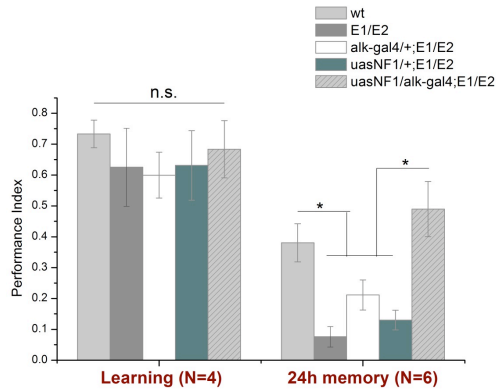 wt
E1/E2
alk-gal4/+;E1/E2
uasNF1/+;E1/E2
uasNF1/alk-gal4;E1/E2
n.s.
0.8
0.7
0.6
0.5
0.4
0.3
0.2
0.1
0.0
Performance Index
*
*
Learning (N=4)
24h memory (N=6)